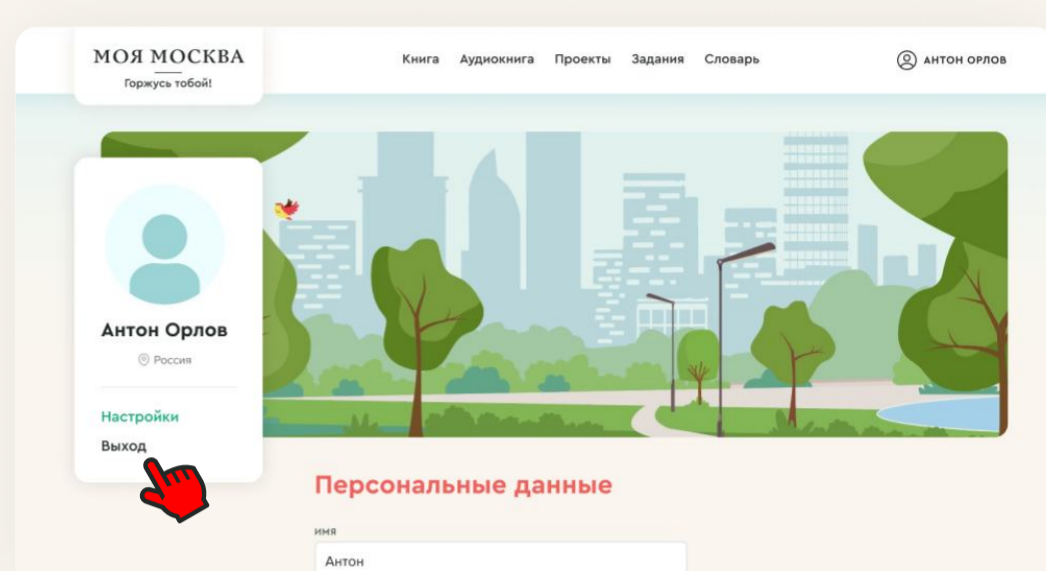 МОЯ МОСКВА
Горжусь тобой!
Книга Аудиокнига Проекты Задания Словарь
АНТОН ОРЛОВ
Антон Орлов
Россия
Настройки
Выход
Персональные данные
имя
Антон